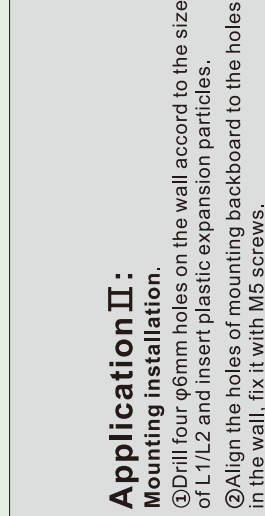 Application Ⅱ:
Mounting installation.
①Drill four φ6mm holes on the wall accord to the size
of L1/L2 and insert plastic expansion particles.
②Align the holes of mounting backboard to the holes
in the wall, fix it with M5 screws.